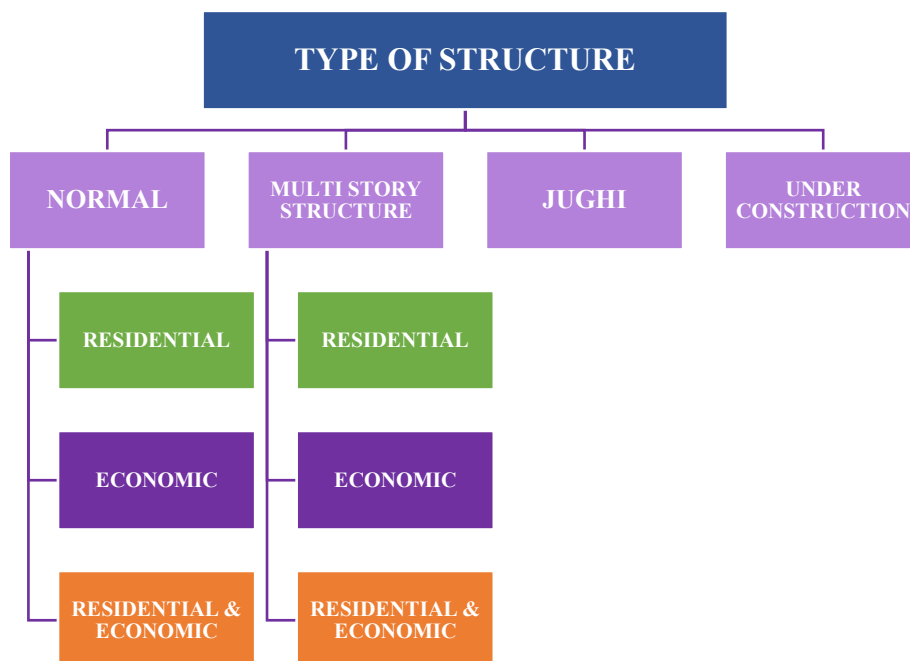 TYPE OF STRUCTURE
NORMAL
MULTI STORY
STRUCTURE
JUGHI
UNDER
CONSTRUCTION
RESIDENTIAL
RESIDENTIAL
ECONOMIC
ECONOMIC
RESIDENTIAL &
ECONOMIC
RESIDENTIAL &
ECONOMIC